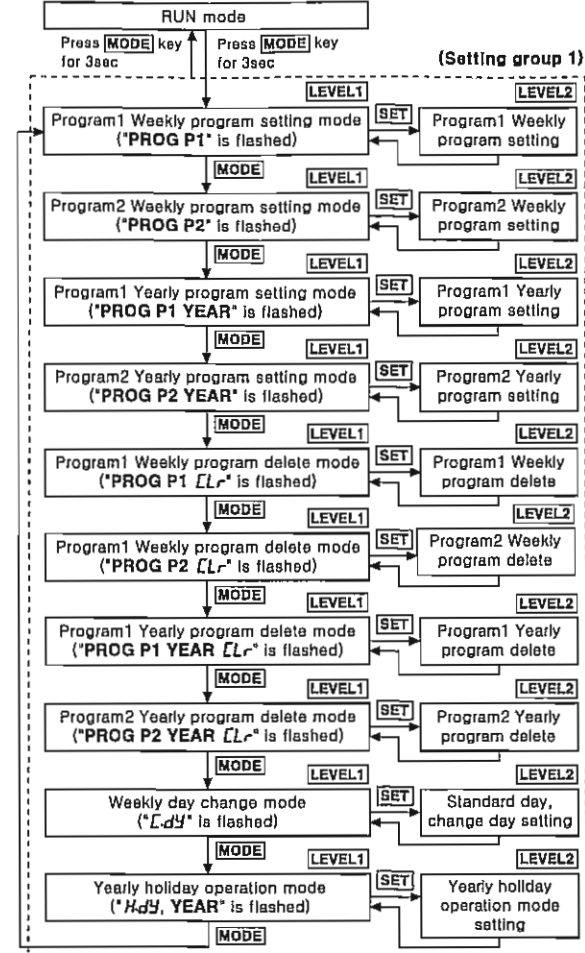 RUN mode
Press MODE key
for 3sec
Press MODE key
for 3sec
(Setting group 1)
LEVEL1
LEVEL2
Program1 Weekly program setting mode
("PROG P1" is flashed)
SET
Program1 Weekly
program setting
MODE
LEVEL1
LEVEL2
Program2 Weekly program setting mode
("PROG P2" is flashed)
SET
Program2 Weekly
program setting
MODE
LEVEL1
LEVEL2
Program1 Yearly program setting mode
("PROG P1 YEAR" is flashed)
SET
Program1 Yearly
program setting
MODE
LEVEL1
LEVEL2
Program2 Yearly program setting mode
("PROG P2 YEAR" is flashed)
SET
Program2 Yearly
program setting
MODE
LEVEL1
LEVEL2
Program1 Weekly program delete mode
("PROG P1 CLr" is flashed)
SET
Program1 Weekly
program delete
MODE
LEVEL1
LEVEL2
Program1 Weekly program delete mode
("PROG P2 CLr" is flashed)
SET
Program2 Weekly
program delete
MODE
LEVEL1
LEVEL2
Program1 Yearly program delete mode
("PROG P1 YEAR CLr" is flashed)
SET
Program1 Yearly
program delete
MODE
LEVEL1
LEVEL2
Program2 Yearly program delete mode
("PROG P2 YEAR CLr" is flashed)
SET
Program2 Yearly
program delete
MODE
LEVEL1
LEVEL2
Weekly day change mode
("C.dY" is flashed)
SET
Standard day,
change day setting
MODE
LEVEL1
LEVEL2
Yearly holiday operation mode
("H.dY, YEAR" is flashed)
SET
Yearly holiday
operation mode
setting
MODE